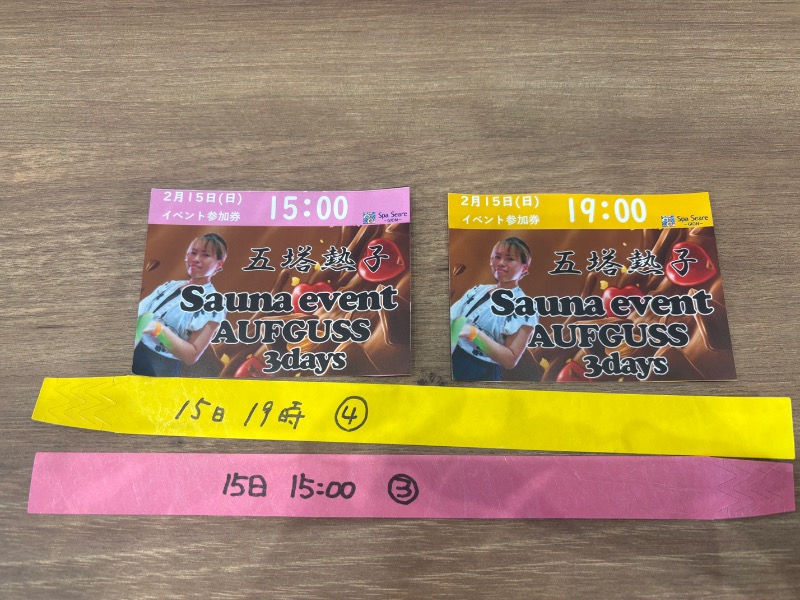 2月15日(日)
イベント参加券
15:00
Spa Seare
~GION~
五塔熱子
Sauna event
AUFGUSS
3days
2月15日(日)
イベント参加券
19:00
Spa Seare
~GION~
五塔熱子
Sauna event
AUFGUSS
3days
15日 19時 ④
15日 15:00 ③